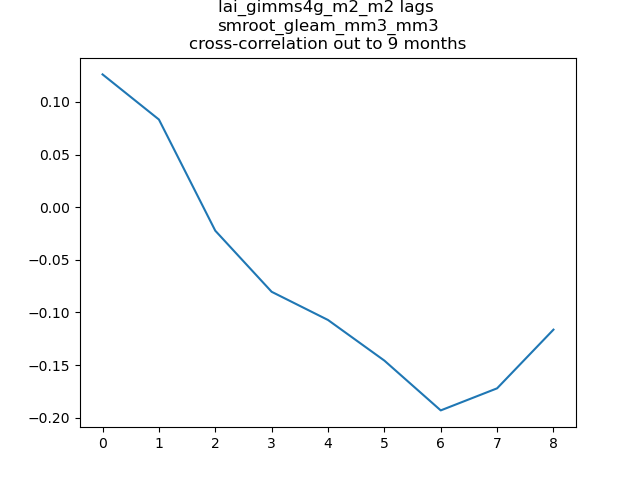 lai_gimms4g_m2_m2 lags
smroot_gleam_mm3_mm3
cross-correlation out to 9 months
0.10
0.05
0.00
−0.05
−0.10
−0.15
−0.20
0 1 2 3 4 5 6 7 8